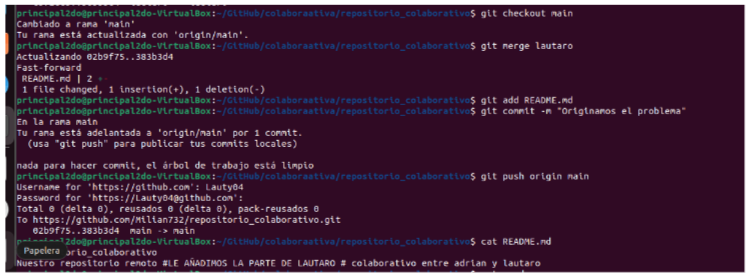 principal2do@principal2do-VirtualBox:~/GitHub/colaboraativa/repositorio_colaborativo$ git checkout main
Cambiado a rama 'main'
Tu rama está actualizada con 'origin/main'.
principal2do@principal2do-VirtualBox:~/GitHub/colaboraativa/repositorio_colaborativo$ git merge lautaro
Actualizando 02b9f75..383b3d4
Fast-forward
README.md | 2 +-
1 file changed, 1 insertion(+), 1 deletion(-)
principal2do@principal2do-VirtualBox:~/GitHub/colaboraativa/repositorio_colaborativo$ git add README.md
principal2do@principal2do-VirtualBox:~/GitHub/colaboraativa/repositorio_colaborativo$ git commit -m "Originamos el problema"
En la rama main
Tu rama está adelantada a 'origin/main' por 1 commit.
(usa "git push" para publicar tus commits locales)
nada para hacer commit, el árbol de trabajo está limpio
principal2do@principal2do-VirtualBox:~/GitHub/colaboraativa/repositorio_colaborativo$ git push origin main
Username for 'https://github.com': Lauty04
Password for 'https://Lauty04@github.com':
Total 0 (delta 0), reusados 0 (delta 0), pack-reusados 0
To https://github.com/Milian732/repositorio_colaborativo.git
02b9f75..383b3d4 main -> main
principal2do@principal2do-VirtualBox:~/GitHub/colaboraativa/repositorio_colaborativo$ cat README.md
Papelera orio_colaborativo
Nuestro repositorio remoto #LE AÑADIMOS LA PARTE DE LAUTARO # colaborativo entre adrian y lautaro